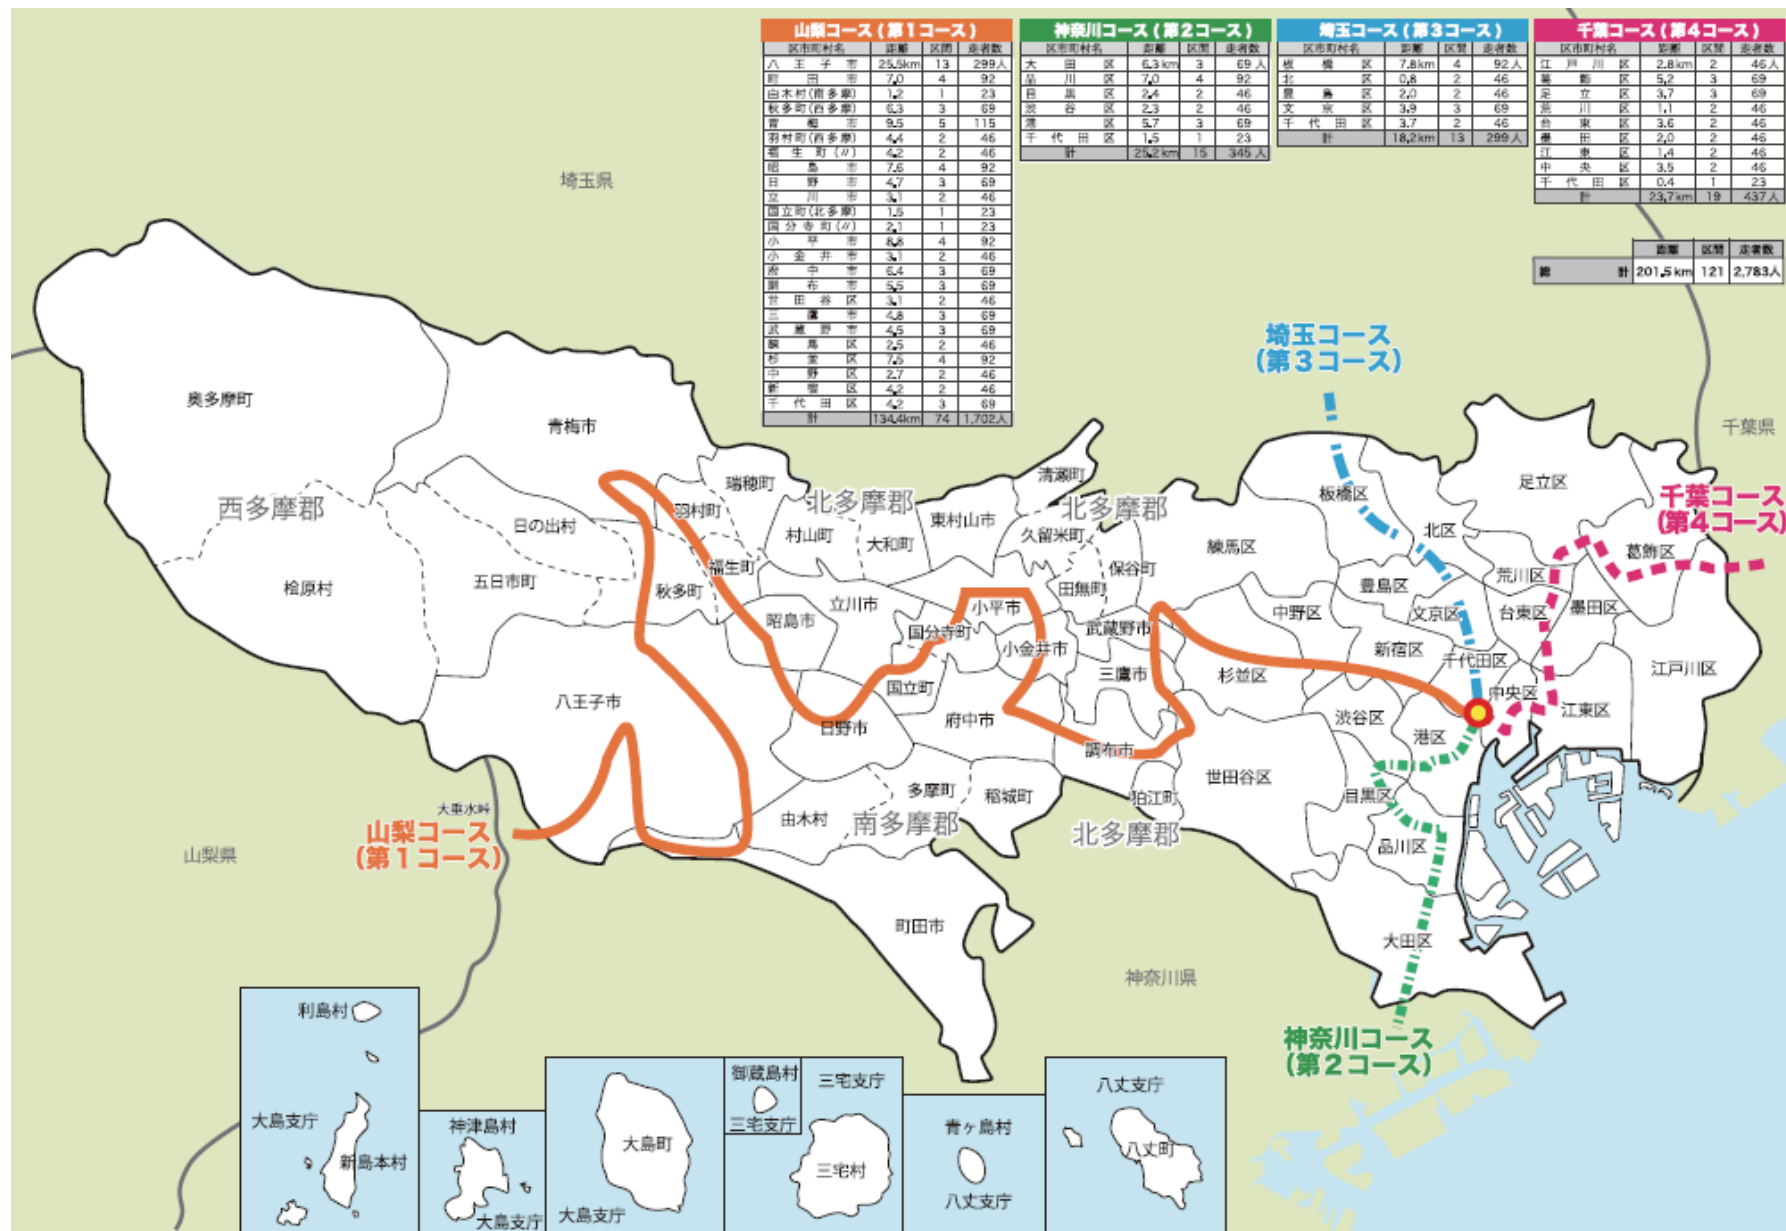 山梨コース(第1コース)
区市町村名 距離 区間 走者数
八王子市 25.5km 13 299人
町田市 7.0 4 92
由木村(南多摩) 1.2 1 23
秋多町(西多摩) 6.3 3 69
青梅市 9.5 5 115
羽村町(西多摩) 4.4 2 46
福生町(〃) 4.2 2 46
昭島市 7.6 4 92
日野市 4.7 3 69
立川市 3.1 2 46
国立町(北多摩) 1.5 1 23
国分寺町(〃) 2.1 1 23
小平市 8.8 4 92
小金井市 3.1 2 46
府中市 6.4 3 69
調布市 5.5 3 69
世田谷区 3.1 2 46
三鷹市 4.8 3 69
武蔵野市 4.5 3 69
練馬区 2.5 2 46
杉並区 7.5 4 92
中野区 2.7 2 46
新宿区 4.2 2 46
千代田区 4.2 3 69
計 134.4km 74 1,702人
神奈川コース(第2コース)
区市町村名 距離 区間 走者数
大田区 6.3km 3 69人
品川区 7.0 4 92
目黒区 2.4 2 46
渋谷区 2.3 2 46
港区 5.7 3 69
千代田区 1.5 1 23
計 25.2km 15 345人
埼玉コース(第3コース)
区市町村名 距離 区間 走者数
板橋区 7.8km 4 92人
北区 0.8 2 46
豊島区 2.0 2 46
文京区 3.9 3 69
千代田区 3.7 2 46
計 18.2km 13 299人
千葉コース(第4コース)
区市町村名 距離 区間 走者数
江戸川区 2.8km 2 46人
葛飾区 5.2 3 69
足立区 3.7 3 69
荒川区 1.1 2 46
台東区 3.6 2 46
墨田区 2.0 2 46
江東区 1.4 2 46
中央区 3.5 2 46
千代田区 0.4 1 23
計 23.7km 19 437人
距離 区間 走者数
総計 201.5km 121 2,783人
埼玉県
埼玉コース
(第3コース)
奥多摩町
青梅市
千葉県
瑞穂町
清瀬町
足立区
西多摩郡
羽村町
北多摩郡
北多摩郡
板橋区
千葉コース
(第4コース)
日の出村
村山町
大和町
東村山市
久留米町
練馬区
北区
葛飾区
桧原村
五日市町
福生町
秋多町
保谷町
田無町
豊島区
荒川区
昭島市
立川市
小平市
中野区
文京区
台東区
墨田区
国分寺町
武蔵野市
小金井市
新宿区
千代田区
三鷹市
杉並区
江戸川区
八王子市
国立町
中央区
日野市
府中市
渋谷区
江東区
調布市
港区
世田谷区
多摩町
稲城町
狛江町
目黒区
大垂水峠
山梨コース
(第1コース)
由木村
南多摩郡
北多摩郡
品川区
山梨県
町田市
大田区
神奈川県
神奈川コース
(第2コース)
利島村
大島支庁
新島本村
神津島村
大島支庁
大島町
大島支庁
御蔵島村
三宅支庁
三宅支庁
三宅村
青ヶ島村
八丈支庁
八丈支庁
八丈町